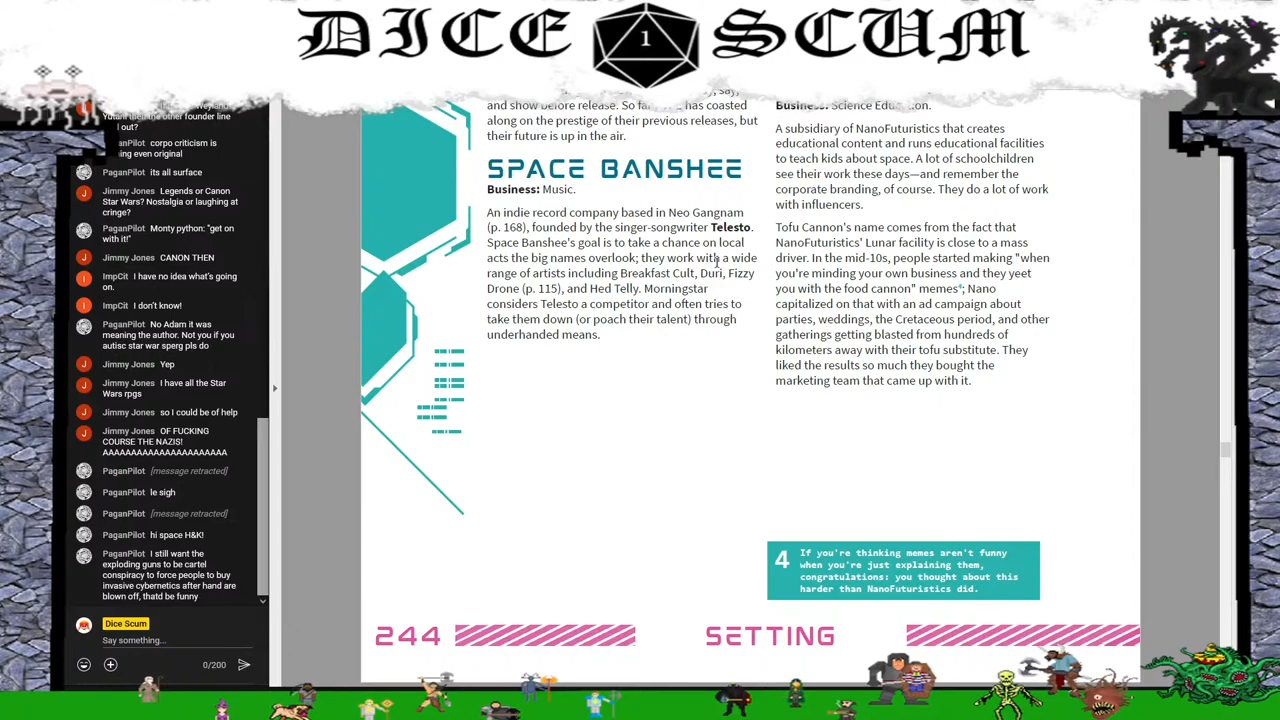 DICE 1 SCUM
Yutani then the other founder line
out?
PaganPilot corpo criticism is
even original
PaganPilot its all surface
Jimmy Jones Legends or Canon
Star Wars? Nostalgia or laughing at
cringe?
PaganPilot Monty python: "get on
with it!"
Jimmy Jones CANON THEN
ImpCit I have no idea what's going
on.
ImpCit I don't know!
PaganPilot No Adam it was
meaning the author. Not you if you
autisc star war sperg pls do
Jimmy Jones Yep
Jimmy Jones I have all the Star
Wars rpgs
Jimmy Jones so I could be of help
Jimmy Jones OF FUCKING
COURSE THE NAZIS!
AAAAAAAAAAAAAAAAAAAAAAA
PaganPilot [message retracted]
PaganPilot le sigh
PaganPilot [message retracted]
PaganPilot hi space H&K!
PaganPilot I still want the
exploding guns to be cartel
conspiracy to force people to buy
invasive cybernetics after hand are
blown off, thatd be funny
Dice Scum
Say something...
0/200
and show before release. So far has coasted
along on the prestige of their previous releases, but
their future is up in the air.
SPACE BANSHEE
Business: Music.
An indie record company based in Neo Gangnam
(p. 168), founded by the singer-songwriter Telesto.
Space Banshee's goal is to take a chance on local
acts the big names overlook; they work with a wide
range of artists including Breakfast Cult, Duri, Fizzy
Drone (p. 115), and Hed Telly. Morningstar
considers Telesto a competitor and often tries to
take them down (or poach their talent) through
underhanded means.
Business: Science Education.
A subsidiary of NanoFuturistics that creates
educational content and runs educational facilities
to teach kids about space. A lot of schoolchildren
see their work these days—and remember the
corporate branding, of course. They do a lot of work
with influencers.
Tofu Cannon's name comes from the fact that
NanoFuturistics' Lunar facility is close to a mass
driver. In the mid-10s, people started making "when
you're minding your own business and they yeet
you with the food cannon" memes4; Nano
capitalized on that with an ad campaign about
parties, weddings, the Cretaceous period, and other
gatherings getting blasted from hundreds of
kilometers away with their tofu substitute. They
liked the results so much they bought the
marketing team that came up with it.
4 If you're thinking memes aren't funny
when you're just explaining them,
congratulations: you thought about this
harder than NanoFuturistics did.
244 SETTING